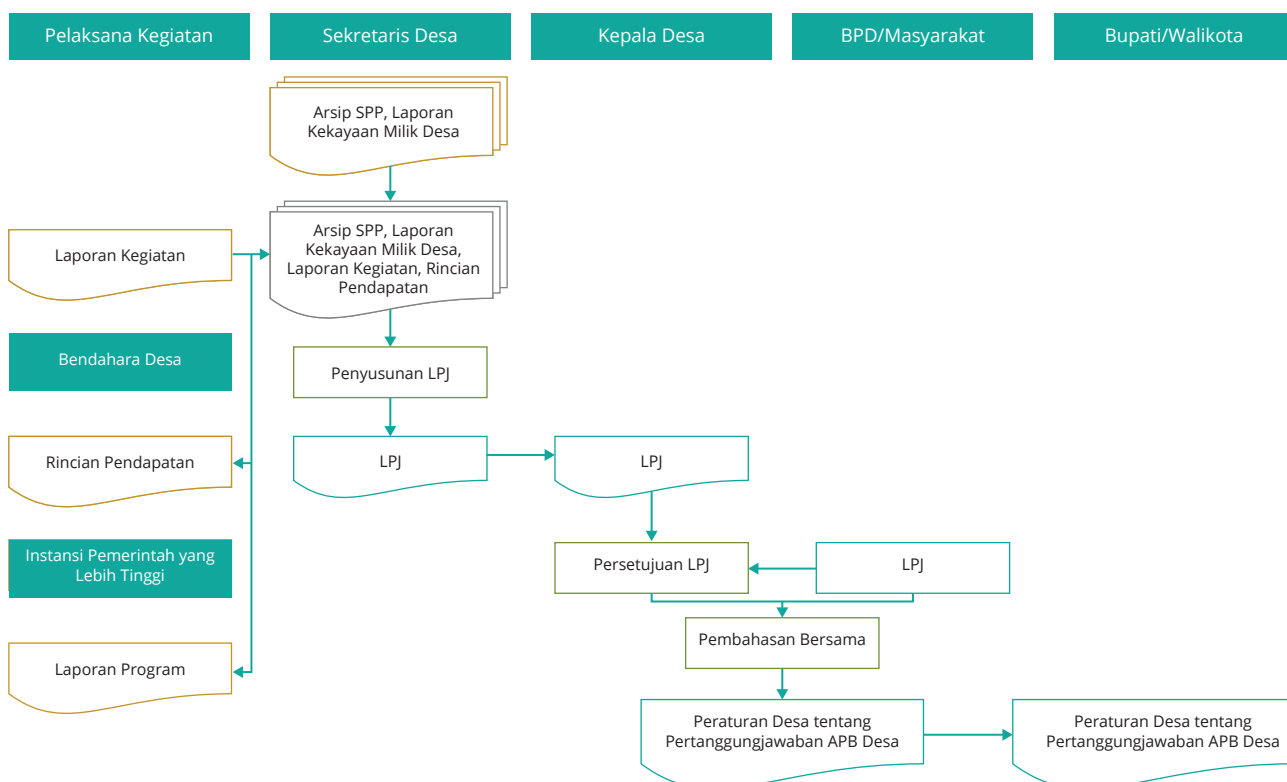 Pelaksana Kegiatan
Sekretaris Desa
Kepala Desa
BPD/Masyarakat
Bupati/Walikota
Arsip SPP, Laporan
Kekayaan Milik Desa
Laporan Kegiatan
Arsip SPP, Laporan
Kekayaan Milik Desa,
Laporan Kegiatan, Rincian
Pendapatan
Bendahara Desa
Penyusunan LPJ
Rincian Pendapatan
LPJ
LPJ
Instansi Pemerintah yang
Lebih Tinggi
Persetujuan LPJ
LPJ
Pembahasan Bersama
Laporan Program
Peraturan Desa tentang
Pertanggungjawaban APB Desa
Peraturan Desa tentang
Pertanggungjawaban APB Desa